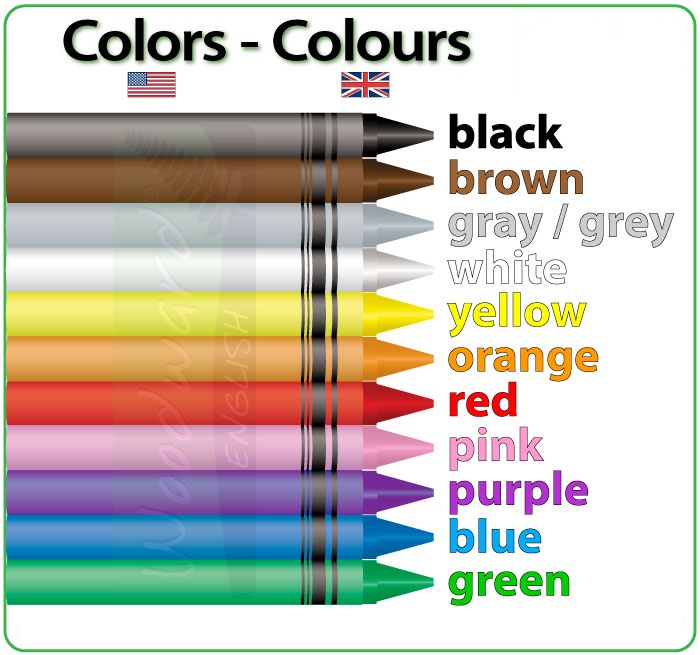 Colors - Colours
black
brown
gray / grey
white
yellow
orange
red
pink
purple
blue
green
Woodward®
ENGLISH